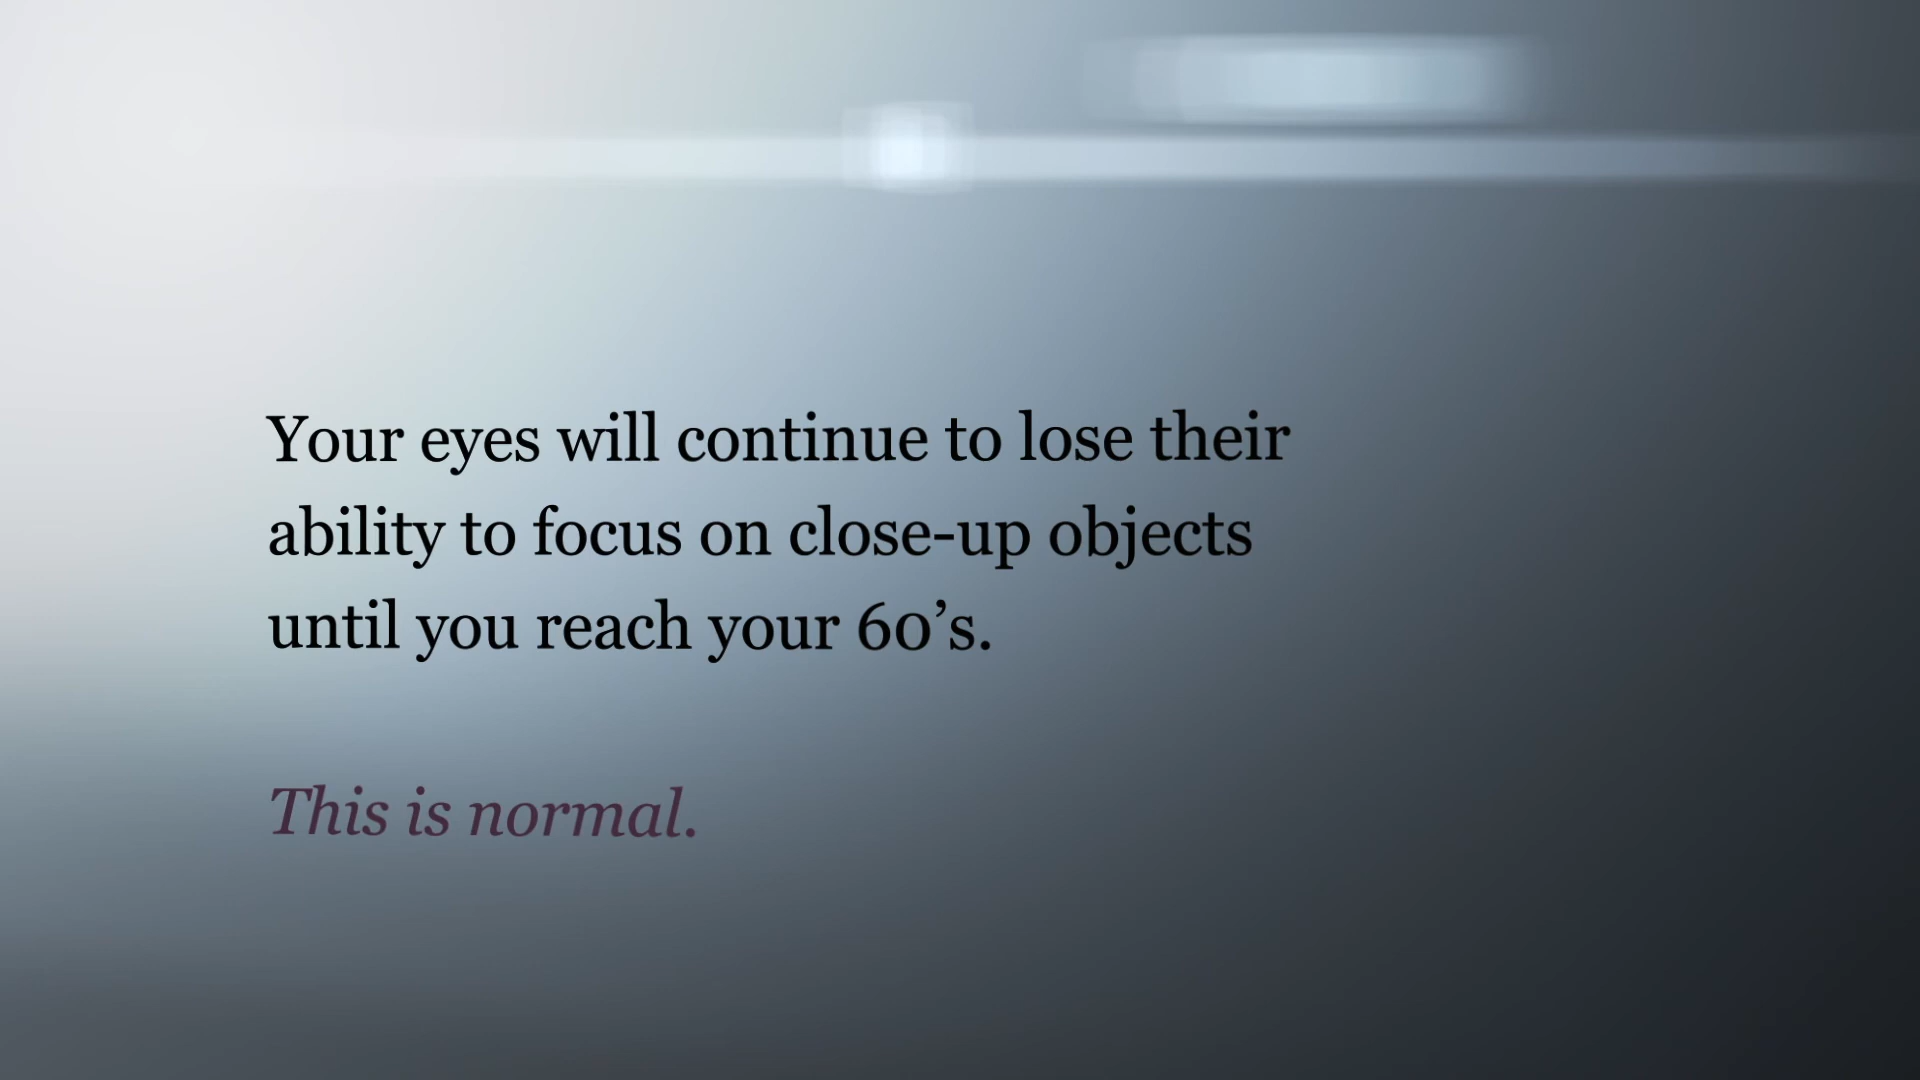 Your eyes will continue to lose their
ability to focus on close-up objects
until you reach your 60’s.
This is normal.